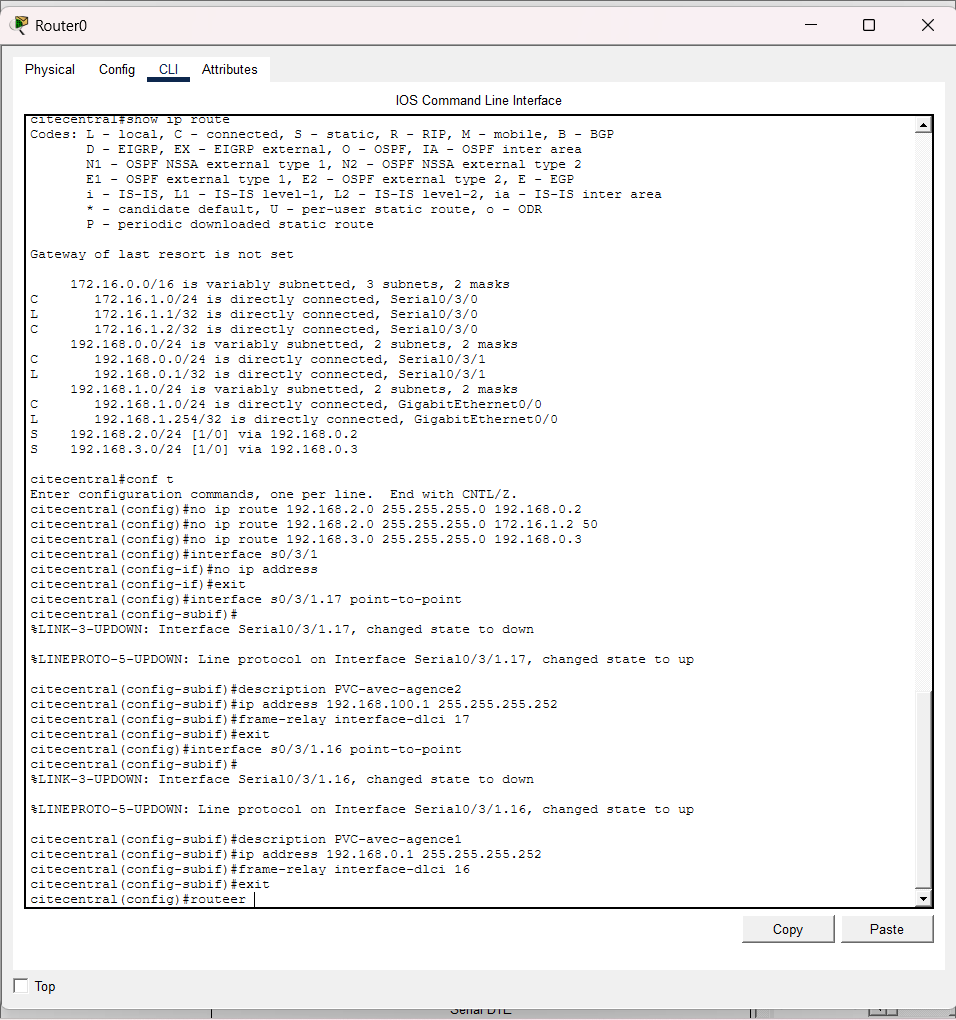 Router0
Physical Config CLI Attributes
IOS Command Line Interface
citecentral#show ip route
Codes: L - local, C - connected, S - static, R - RIP, M - mobile, B - BGP
D - EIGRP, EX - EIGRP external, O - OSPF, IA - OSPF inter area
N1 - OSPF NSSA external type 1, N2 - OSPF NSSA external type 2
E1 - OSPF external type 1, E2 - OSPF external type 2, E - EGP
i - IS-IS, L1 - IS-IS level-1, L2 - IS-IS level-2, ia - IS-IS inter area
* - candidate default, U - per-user static route, o - ODR
P - periodic downloaded static route
Gateway of last resort is not set
172.16.0.0/16 is variably subnetted, 3 subnets, 2 masks
C 172.16.1.0/24 is directly connected, Serial0/3/0
L 172.16.1.1/32 is directly connected, Serial0/3/0
C 172.16.1.2/32 is directly connected, Serial0/3/0
192.168.0.0/24 is variably subnetted, 2 subnets, 2 masks
C 192.168.0.0/24 is directly connected, Serial0/3/1
L 192.168.0.1/32 is directly connected, Serial0/3/1
192.168.1.0/24 is variably subnetted, 2 subnets, 2 masks
C 192.168.1.0/24 is directly connected, GigabitEthernet0/0
L 192.168.1.254/32 is directly connected, GigabitEthernet0/0
S 192.168.2.0/24 [1/0] via 192.168.0.2
S 192.168.3.0/24 [1/0] via 192.168.0.3
citecentral#conf t
Enter configuration commands, one per line. End with CNTL/Z.
citecentral(config)#no ip route 192.168.2.0 255.255.255.0 192.168.0.2
citecentral(config)#no ip route 192.168.2.0 255.255.255.0 172.16.1.2 50
citecentral(config)#no ip route 192.168.3.0 255.255.255.0 192.168.0.3
citecentral(config)#interface s0/3/1
citecentral(config-if)#no ip address
citecentral(config-if)#exit
citecentral(config)#interface s0/3/1.17 point-to-point
citecentral(config-subif)#
%LINK-3-UPDOWN: Interface Serial0/3/1.17, changed state to down
%LINEPROTO-5-UPDOWN: Line protocol on Interface Serial0/3/1.17, changed state to up
citecentral(config-subif)#description PVC-avec-agence2
citecentral(config-subif)#ip address 192.168.100.1 255.255.255.252
citecentral(config-subif)#frame-relay interface-dlci 17
citecentral(config-subif)#exit
citecentral(config)#interface s0/3/1.16 point-to-point
citecentral(config-subif)#
%LINK-3-UPDOWN: Interface Serial0/3/1.16, changed state to down
%LINEPROTO-5-UPDOWN: Line protocol on Interface Serial0/3/1.16, changed state to up
citecentral(config-subif)#description PVC-avec-agence1
citecentral(config-subif)#ip address 192.168.0.1 255.255.255.252
citecentral(config-subif)#frame-relay interface-dlci 16
citecentral(config-subif)#exit
citecentral(config)#routeer
Copy Paste
Top
Serial DTE